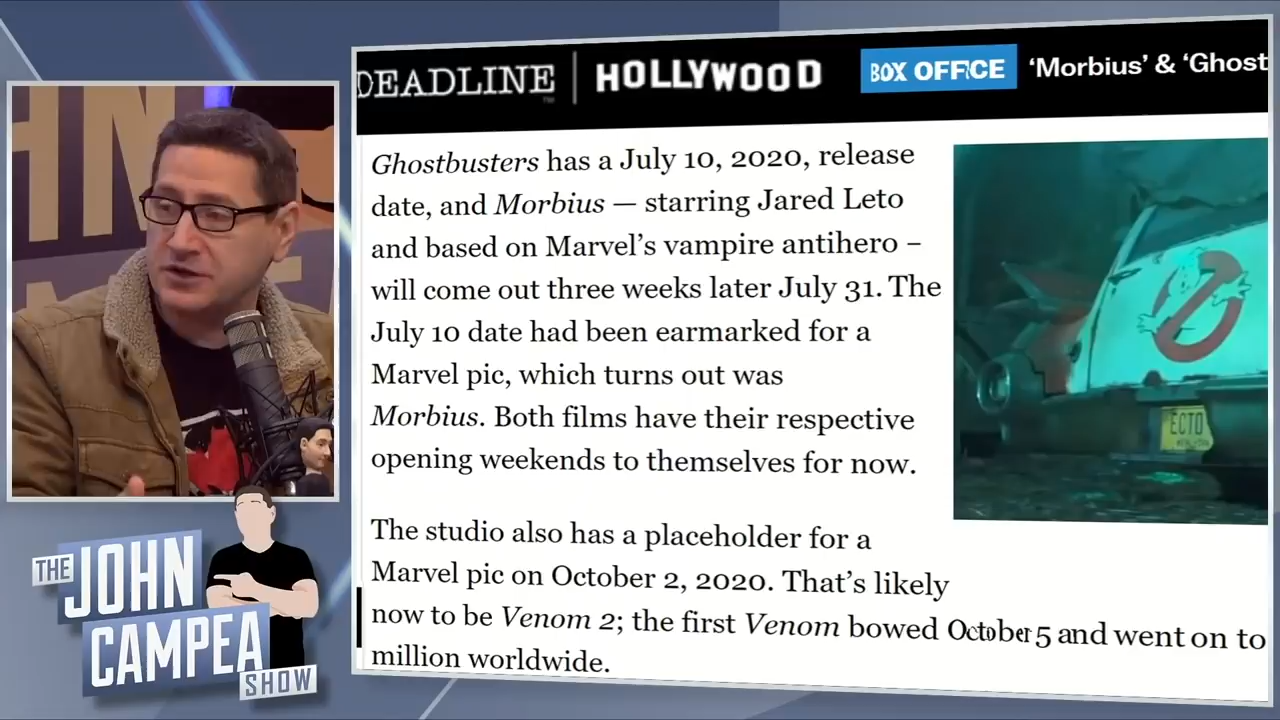 DEADLINE | HOLLYWOOD BOX OFFICE 'Morbius' & 'Ghost
Ghostbusters has a July 10, 2020, release
date, and Morbius — starring Jared Leto
and based on Marvel's vampire antihero –
will come out three weeks later July 31. The
July 10 date had been earmarked for a
Marvel pic, which turns out was
Morbius. Both films have their respective
opening weekends to themselves for now.
The studio also has a placeholder for a
Marvel pic on October 2, 2020. That's likely
now to be Venom 2; the first Venom bowed October 5 and went on to
million worldwide.
ECTO
THE
JOHN
CAMPEA
SHOW